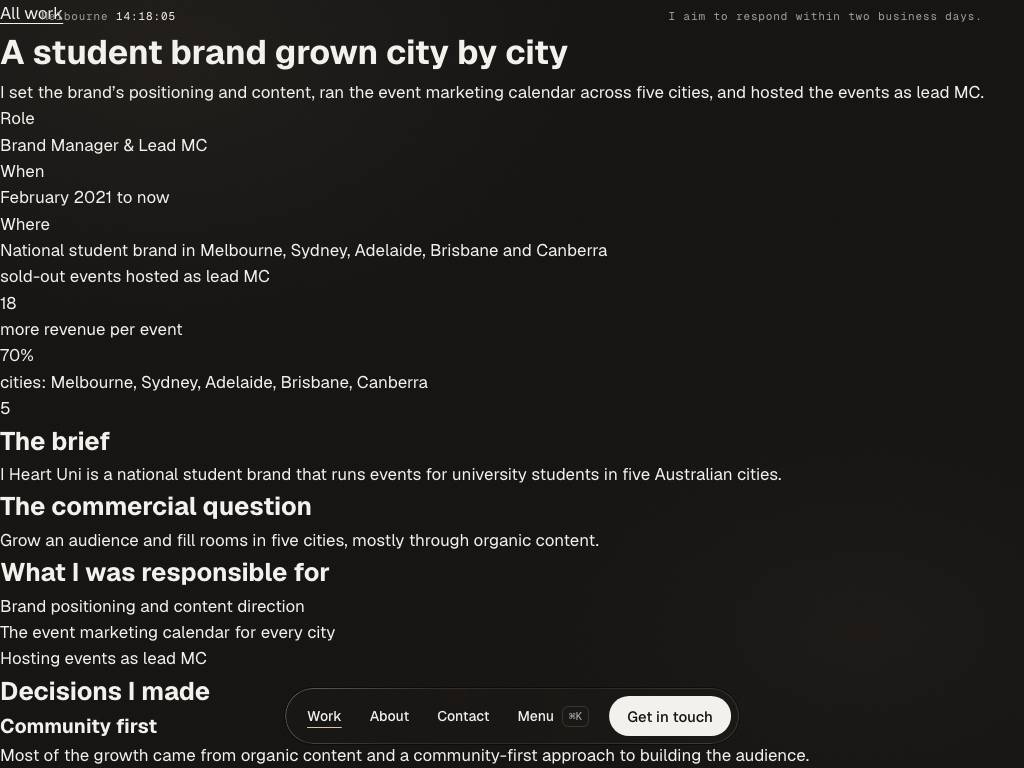 All work
Melbourne 14:18:05
I aim to respond within two business days.
A student brand grown city by city
I set the brand’s positioning and content, ran the event marketing calendar across five cities, and hosted the events as lead MC.
Role
Brand Manager & Lead MC
When
February 2021 to now
Where
National student brand in Melbourne, Sydney, Adelaide, Brisbane and Canberra
sold-out events hosted as lead MC
18
more revenue per event
70%
cities: Melbourne, Sydney, Adelaide, Brisbane, Canberra
5
The brief
I Heart Uni is a national student brand that runs events for university students in five Australian cities.
The commercial question
Grow an audience and fill rooms in five cities, mostly through organic content.
What I was responsible for
Brand positioning and content direction
The event marketing calendar for every city
Hosting events as lead MC
Decisions I made
Community first
Most of the growth came from organic content and a community-first approach to building the audience.
Work About Contact Menu ⌘K Get in touch